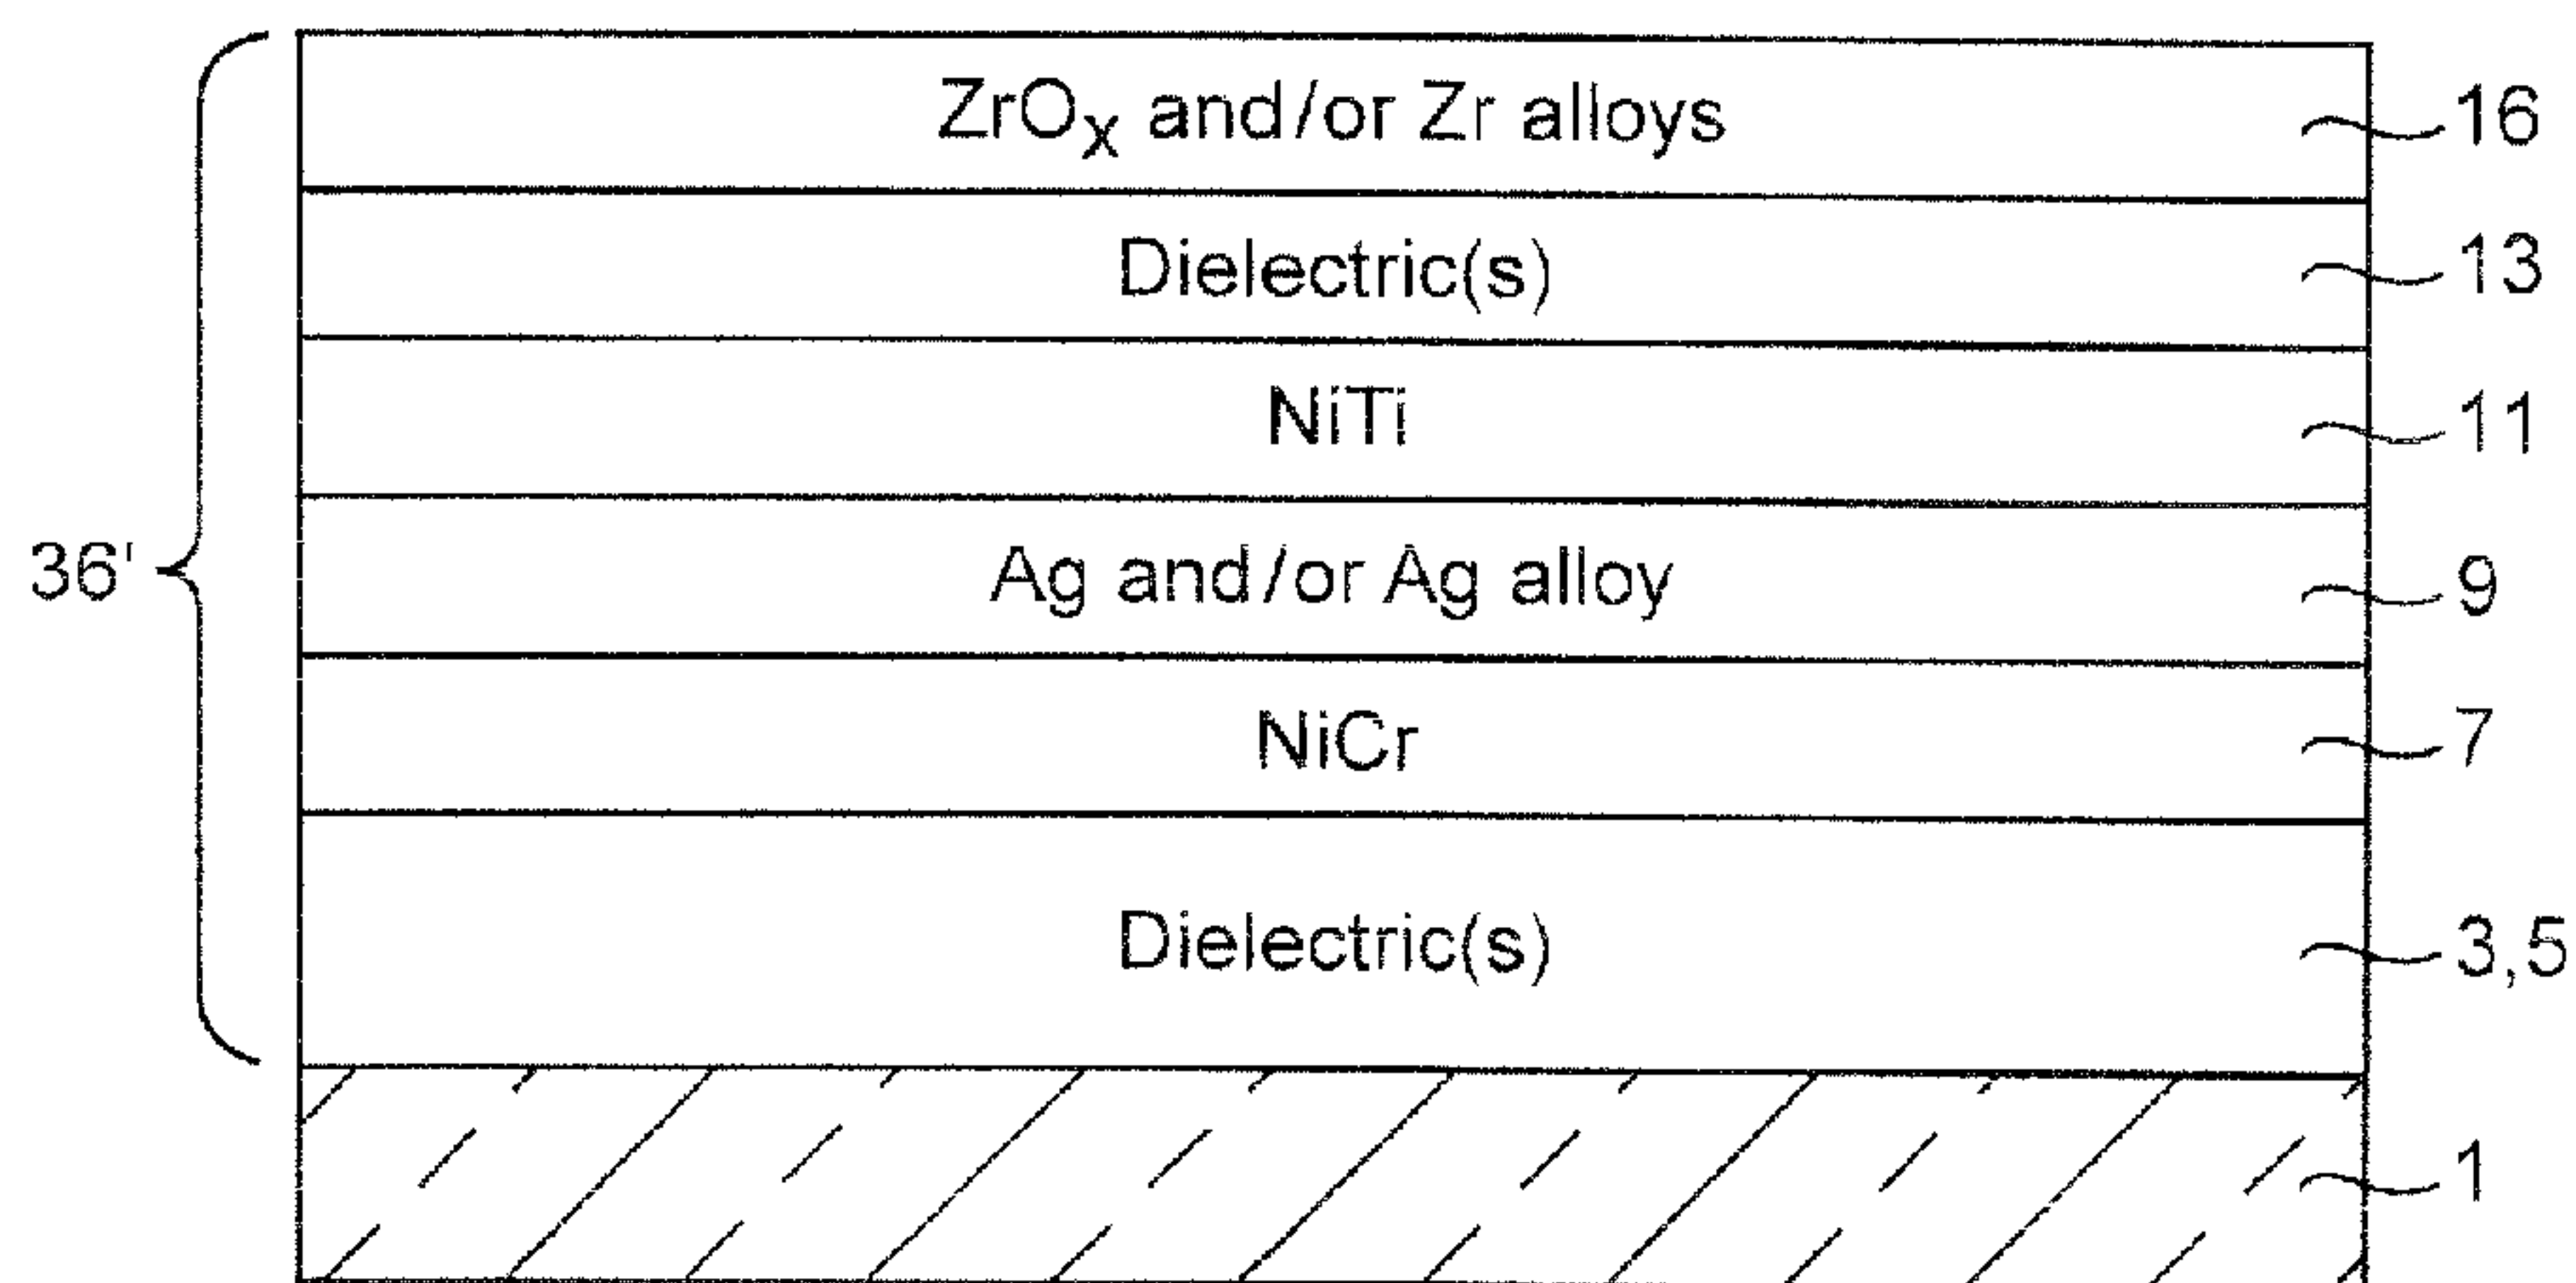 ZrOx and/or Zr alloys 16
Dielectric(s) 13
NiTi 11
36'
Ag and/or Ag alloy 9
NiCr 7
Dielectric(s) 3,5
1